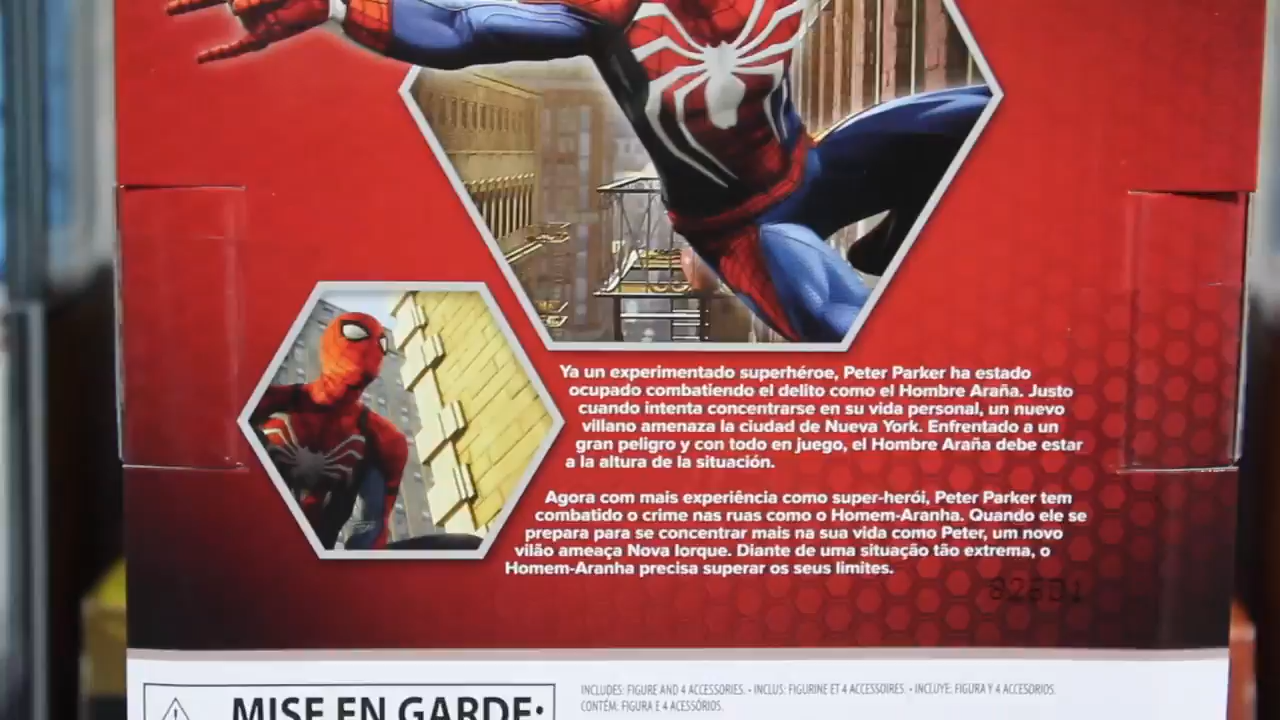 Ya un experimentado superhéroe, Peter Parker ha estado
ocupado combatiendo el delito como el Hombre Araña. Justo
cuando intenta concentrarse en su vida personal, un nuevo
villano amenaza la ciudad de Nueva York. Enfrentado a un
gran peligro y con todo en juego, el Hombre Araña debe estar
a la altura de la situación.
Agora com mais experiência como super-herói, Peter Parker tem
combatido o crime nas ruas como o Homem-Aranha. Quando ele se
prepara para se concentrar mais na sua vida como Peter, um novo
vilão ameaça Nova Iorque. Diante de uma situação tão extrema, o
Homem-Aranha precisa superar os seus limites.
82601
MISE EN GARDE:
INCLUDES: FIGURE AND 4 ACCESSORIES. • INCLUS: FIGURINE ET 4 ACCESSOIRES. • INCLUYE: FIGURA Y 4 ACCESORIOS.
CONTÉM: FIGURA E 4 ACESSÓRIOS.